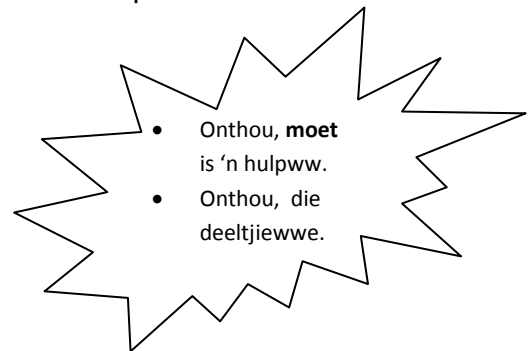 • Onthou, moet
is ‘n hulpww.
• Onthou, die
deeltjiewwe.